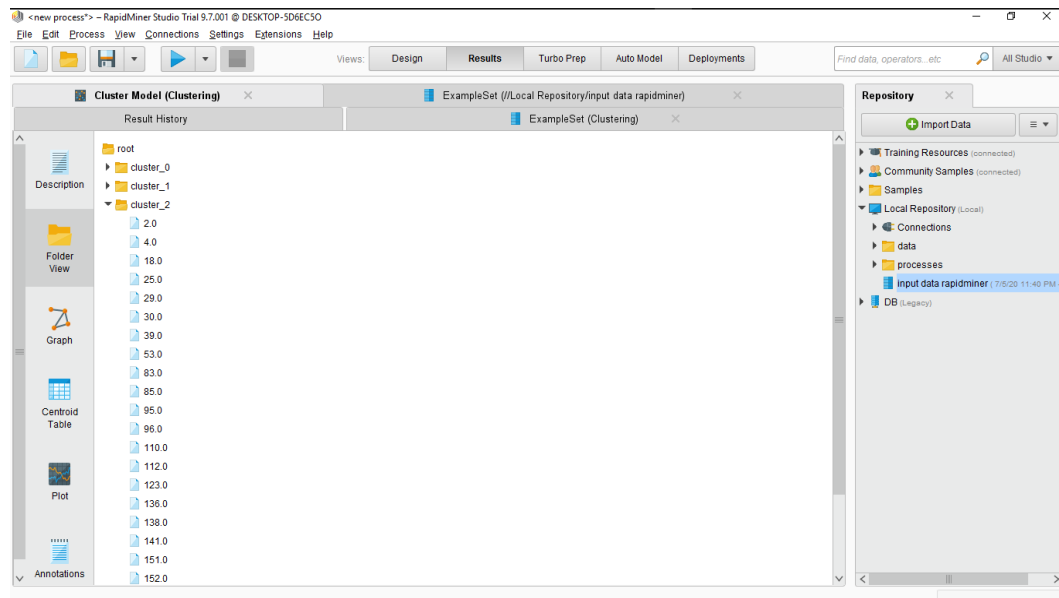 <new process*> – RapidMiner Studio Trial 9.7.001 @ DESKTOP-5D6EC5O
File Edit Process View Connections Settings Extensions Help
Views: Design Results Turbo Prep Auto Model Deployments Find data, operators...etc All Studio
Cluster Model (Clustering) ExampleSet (//Local Repository/input data rapidminer)
Result History ExampleSet (Clustering)
Description
Folder View
Graph
Centroid Table
Plot
Annotations
root
cluster_0
cluster_1
cluster_2
2.0
4.0
18.0
25.0
29.0
30.0
39.0
53.0
83.0
85.0
95.0
96.0
110.0
112.0
123.0
136.0
138.0
141.0
151.0
152.0
Repository
Import Data
Training Resources (connected)
Community Samples (connected)
Samples
Local Repository (Local)
Connections
data
processes
input data rapidminer (7/5/20 11:40 PM
DB (Legacy)